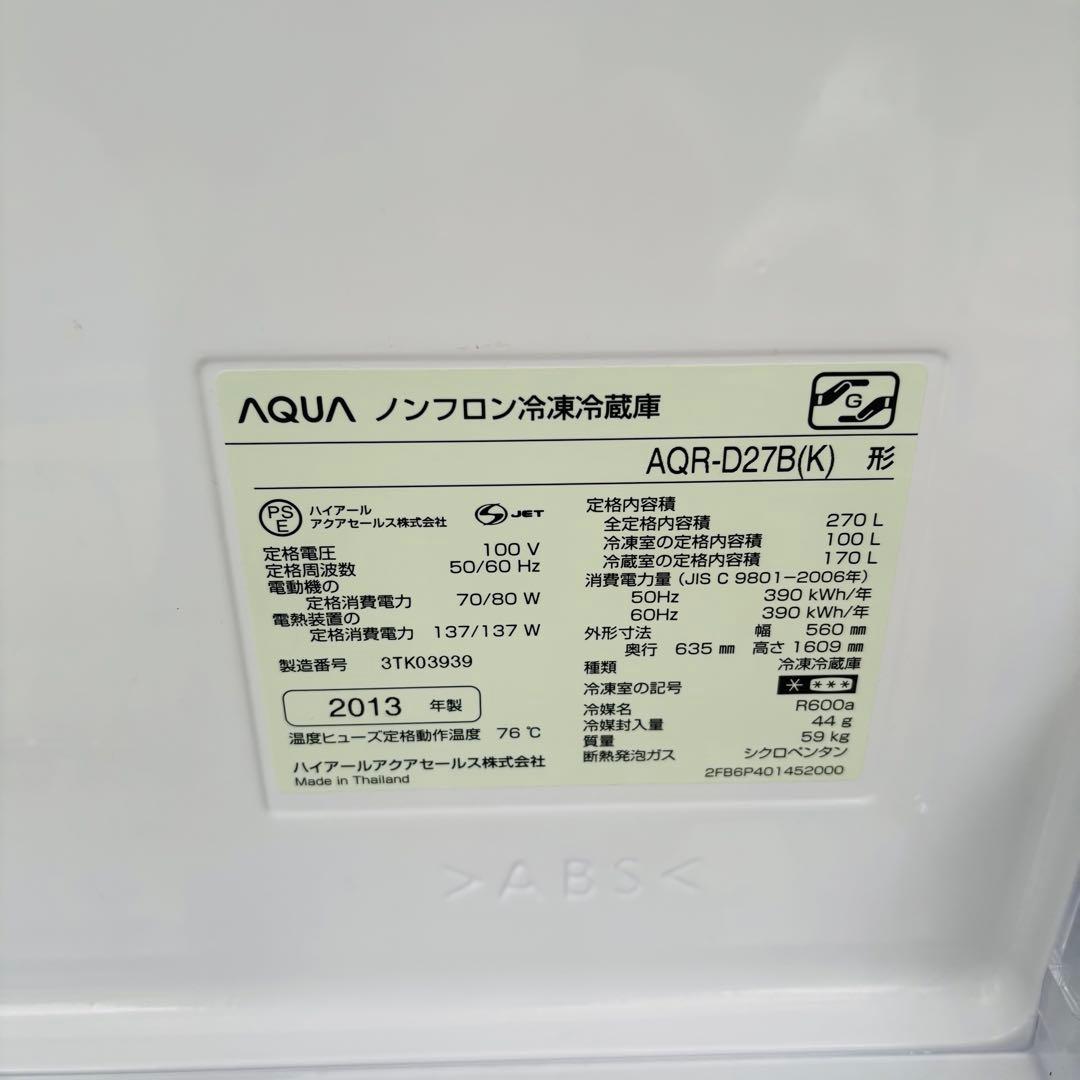 AQUA ノンフロン冷凍冷蔵庫
G
AQR-D27B(K) 形
PS E ハイアール アクアセールス株式会社 JET
定格電圧 100 V
定格周波数 50/60 Hz
電動機の
定格消費電力 70/80 W
電熱装置の
定格消費電力 137/137 W
製造番号 3TK03939
2013 年製
温度ヒューズ定格動作温度 76 ℃
ハイアールアクアセールス株式会社
Made in Thailand
定格内容積
全定格内容積 270 L
冷凍室の定格内容積 100 L
冷蔵室の定格内容積 170 L
消費電力量 (JIS C 9801-2006年)
50Hz 390 kWh/年
60Hz 390 kWh/年
外形寸法 幅 560 ㎜
奥行 635 ㎜ 高さ 1609 ㎜
種類 冷凍冷蔵庫
冷凍室の記号 * ***
冷媒名 R600a
冷媒封入量 44 g
質量 59 kg
断熱発泡ガス シクロペンタン
2FB6P401452000
>ABS<